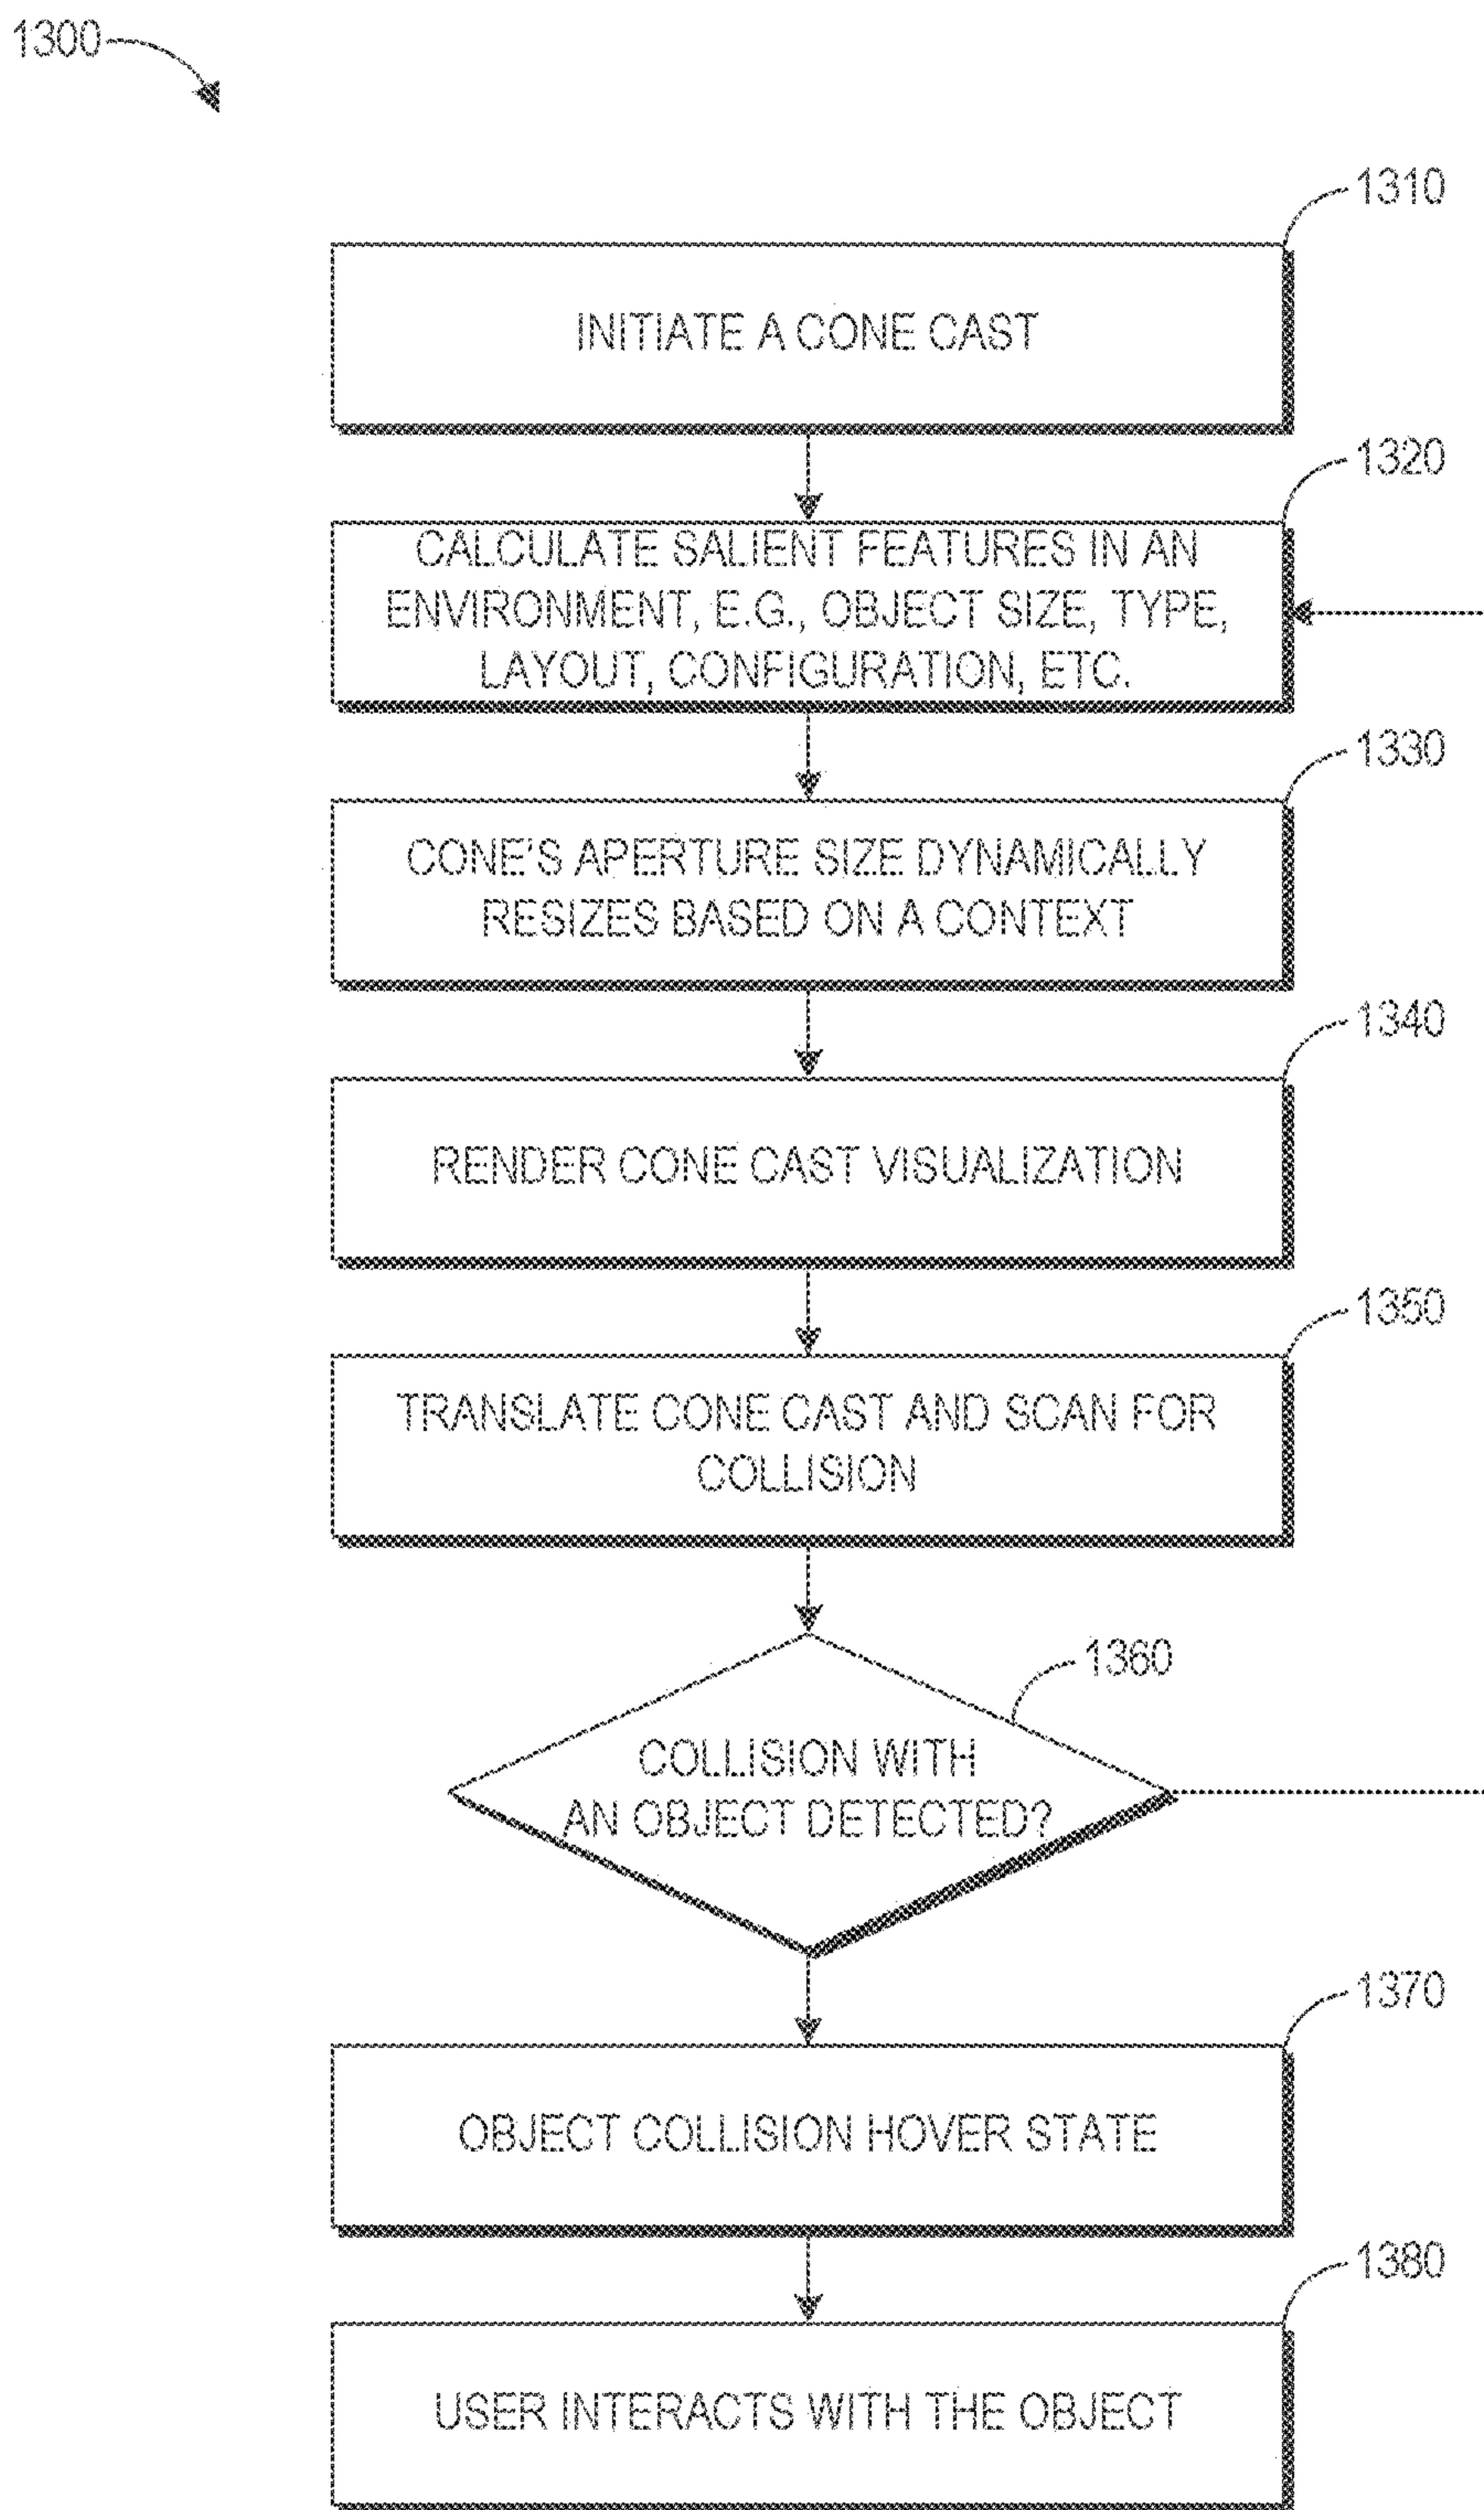 1300
1310
INITIATE A CONE CAST
1320
CALCULATE SALIENT FEATURES IN AN
ENVIRONMENT, E.G., OBJECT SIZE, TYPE,
LAYOUT, CONFIGURATION, ETC.
1330
CONE'S APERTURE SIZE DYNAMICALLY
RESIZES BASED ON A CONTEXT
1340
RENDER CONE CAST VISUALIZATION
1350
TRANSLATE CONE CAST AND SCAN FOR
COLLISION
1360
COLLISION WITH
AN OBJECT DETECTED?
1370
OBJECT COLLISION HOVER STATE
1380
USER INTERACTS WITH THE OBJECT